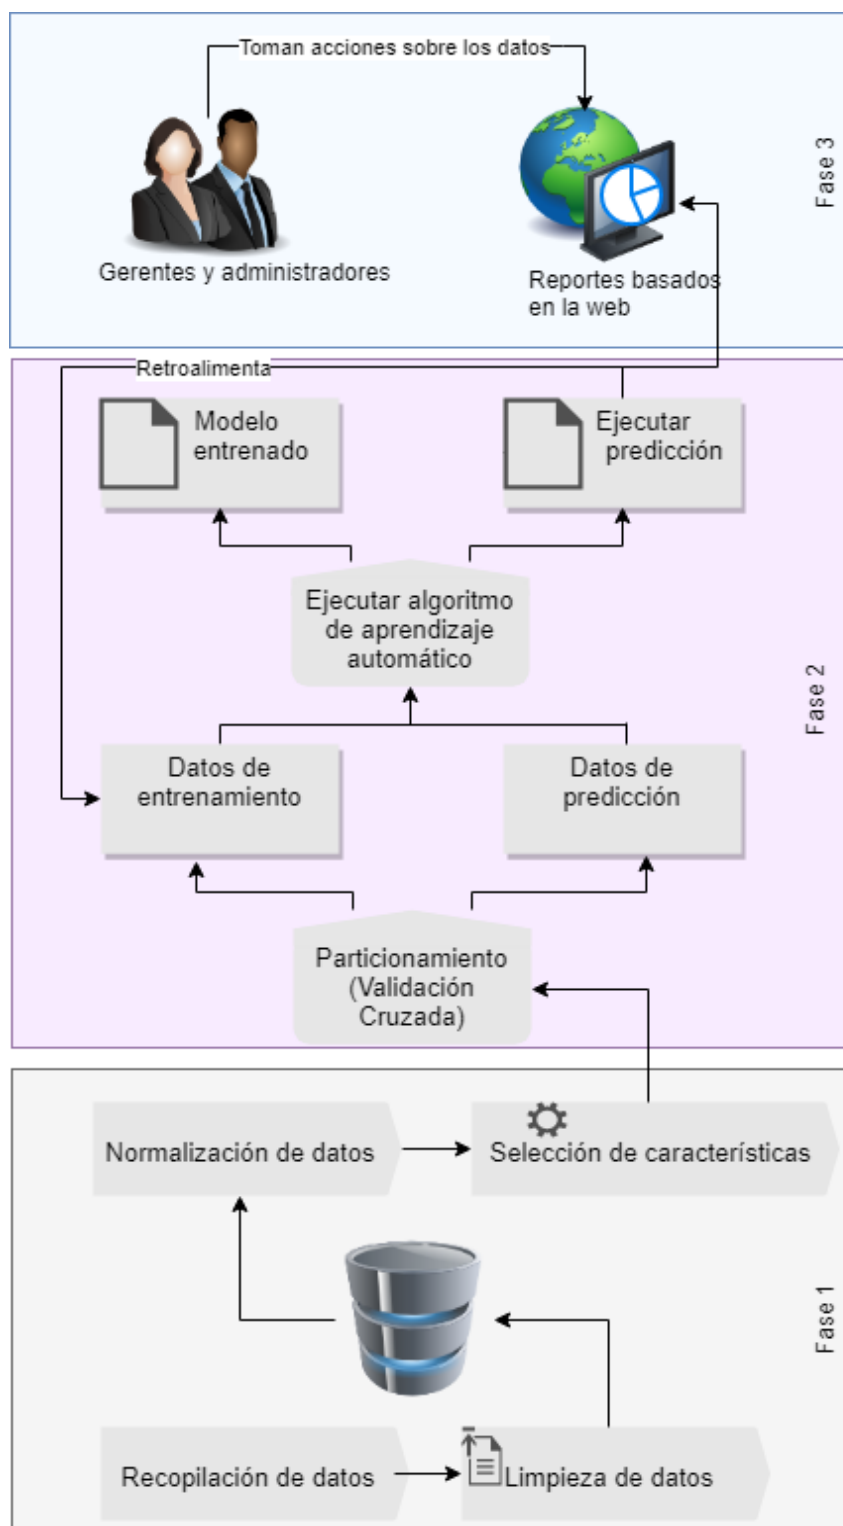 Toman acciones sobre los datos
Gerentes y administradores
Reportes basados
en la web
Fase 3
Retroalimenta
Modelo
entrenado
Ejecutar
predicción
Ejecutar algoritmo
de aprendizaje
automático
Fase 2
Datos de
entrenamiento
Datos de
predicción
Particionamiento
(Validación
Cruzada)
Normalización de datos
Selección de características
Fase 1
Recopilación de datos
Limpieza de datos